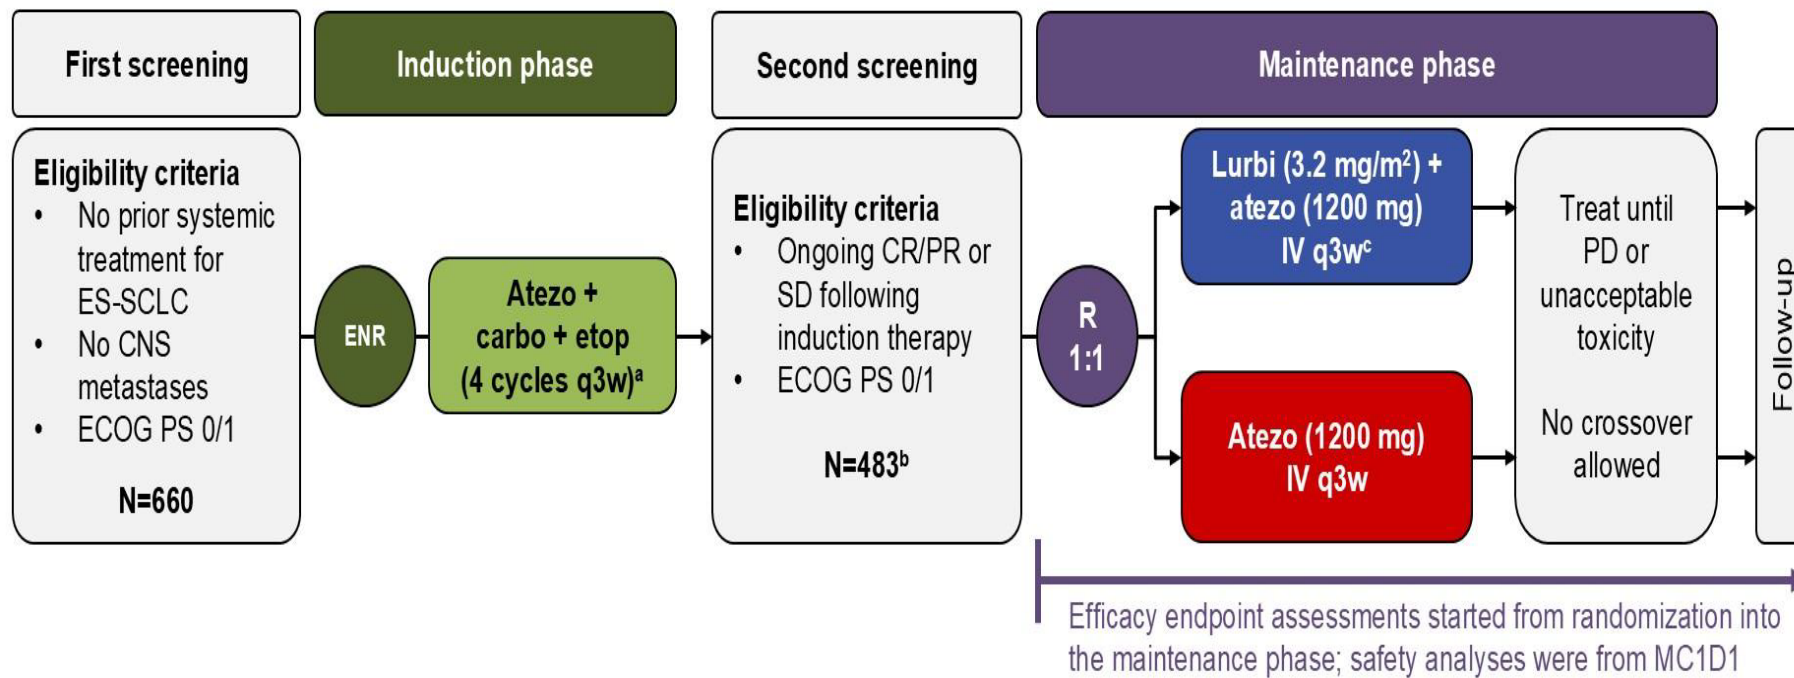 First screening
Induction phase
Second screening
Maintenance phase
Eligibility criteria
• No prior systemic
treatment for
ES-SCLC
• No CNS
metastases
• ECOG PS 0/1
N=660
ENR
Atezo +
carbo + etop
(4 cycles q3w)ᵃ
Eligibility criteria
• Ongoing CR/PR or
SD following
induction therapy
• ECOG PS 0/1
N=483ᵇ
R
1:1
Lurbi (3.2 mg/m²) +
atezo (1200 mg)
IV q3wᶜ
Atezo (1200 mg)
IV q3w
Treat until
PD or
unacceptable
toxicity
No crossover
allowed
Follow-up
Efficacy endpoint assessments started from randomization into
the maintenance phase; safety analyses were from MC1D1